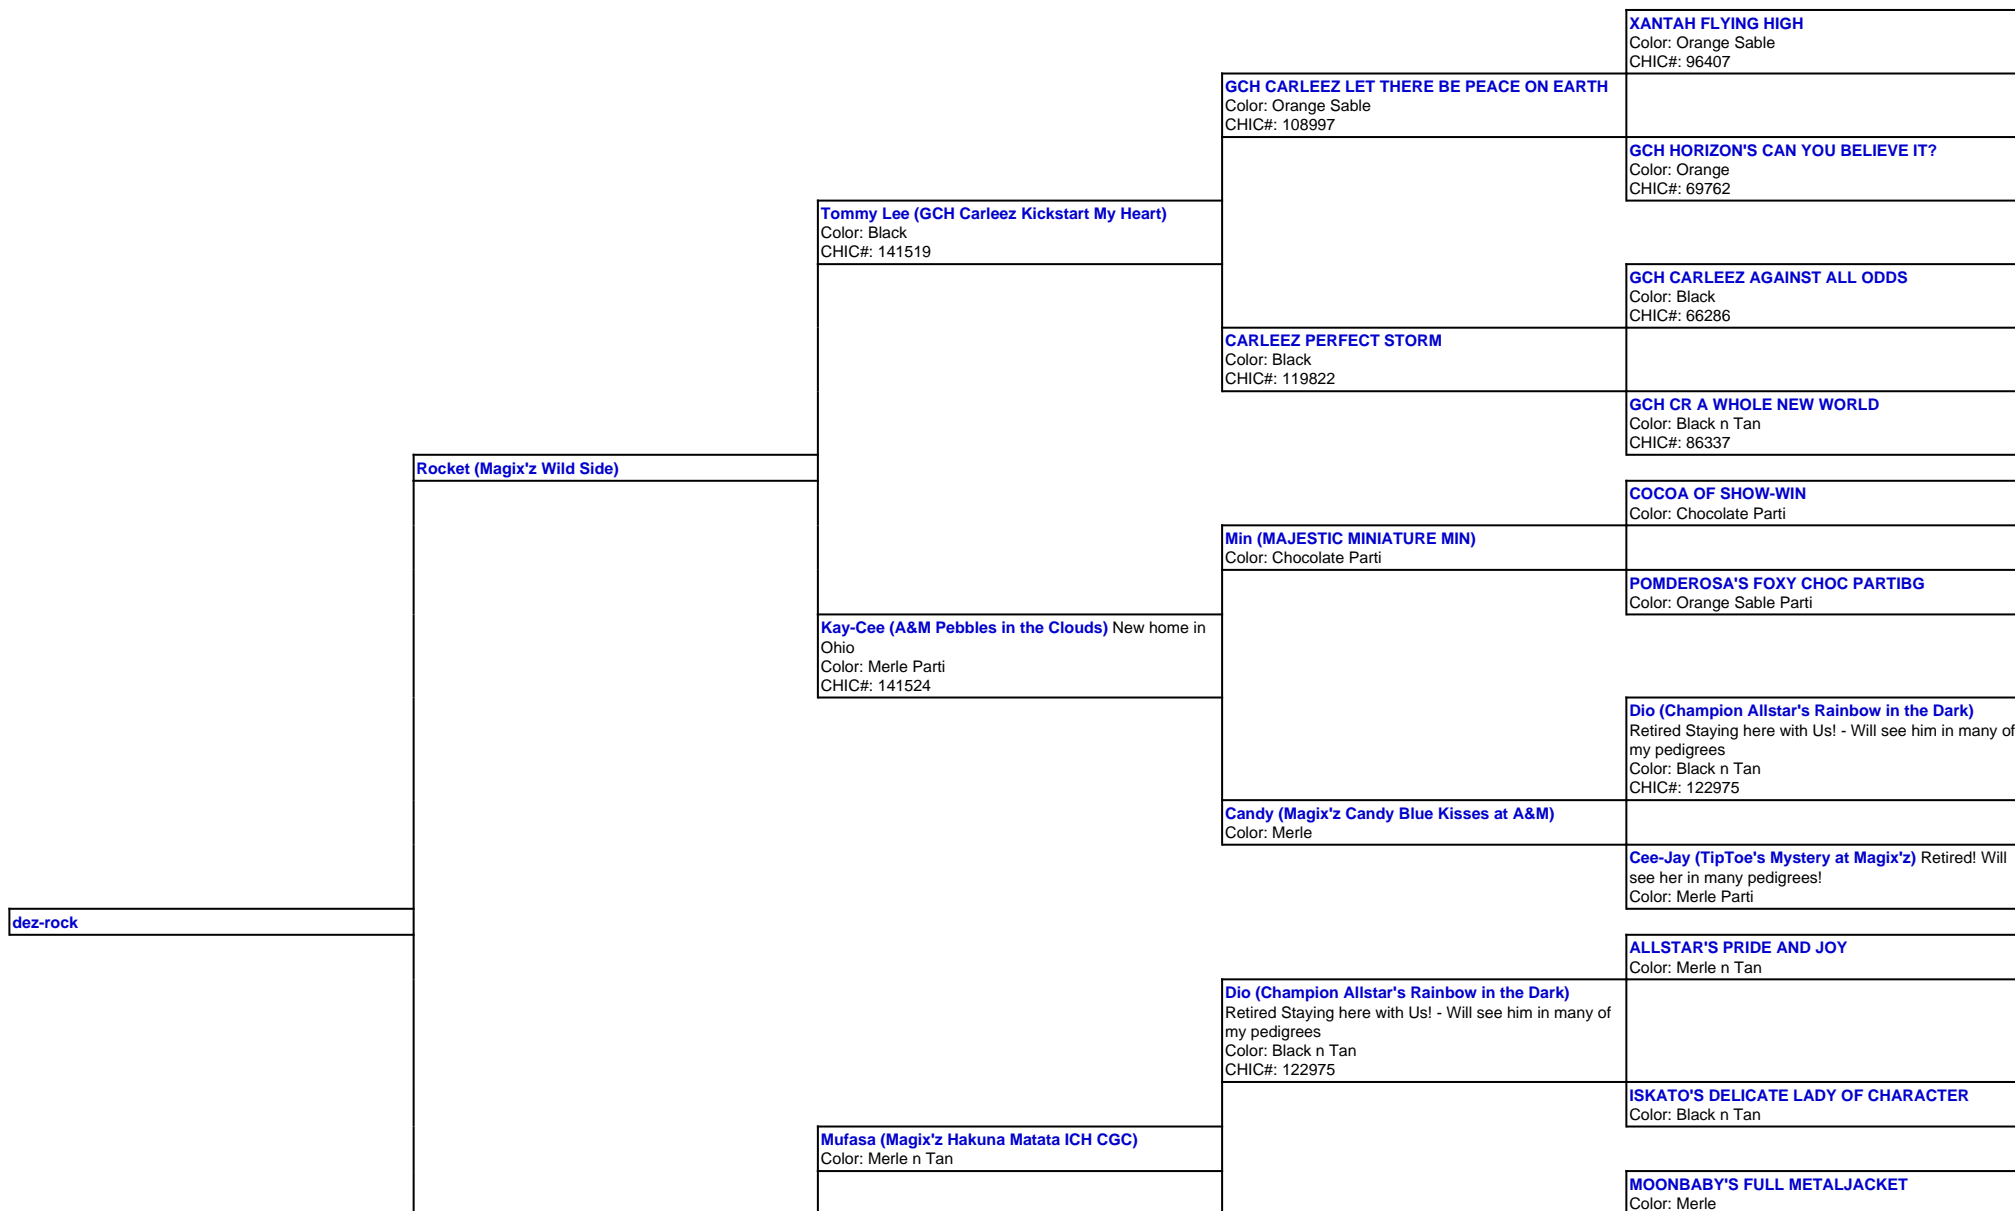 XANTAH FLYING HIGH
Color: Orange Sable
CHIC#: 96407
GCH CARLEEZ LET THERE BE PEACE ON EARTH
Color: Orange Sable
CHIC#: 108997
GCH HORIZON'S CAN YOU BELIEVE IT?
Color: Orange
CHIC#: 69762
Tommy Lee (GCH Carleez Kickstart My Heart)
Color: Black
CHIC#: 141519
GCH CARLEEZ AGAINST ALL ODDS
Color: Black
CHIC#: 66286
CARLEEZ PERFECT STORM
Color: Black
CHIC#: 119822
GCH CR A WHOLE NEW WORLD
Color: Black n Tan
CHIC#: 86337
Rocket (Magix'z Wild Side)
COCOA OF SHOW-WIN
Color: Chocolate Parti
Min (MAJESTIC MINIATURE MIN)
Color: Chocolate Parti
POMDEROSA'S FOXY CHOC PARTIBG
Color: Orange Sable Parti
Kay-Cee (A&M Pebbles in the Clouds) New home in
Ohio
Color: Merle Parti
CHIC#: 141524
Dio (Champion Allstar's Rainbow in the Dark)
Retired Staying here with Us! - Will see him in many of
my pedigrees
Color: Black n Tan
CHIC#: 122975
Candy (Magix'z Candy Blue Kisses at A&M)
Color: Merle
Cee-Jay (TipToe's Mystery at Magix'z) Retired! Will
see her in many pedigrees!
Color: Merle Parti
dez-rock
ALLSTAR'S PRIDE AND JOY
Color: Merle n Tan
Dio (Champion Allstar's Rainbow in the Dark)
Retired Staying here with Us! - Will see him in many of
my pedigrees
Color: Black n Tan
CHIC#: 122975
ISKATO'S DELICATE LADY OF CHARACTER
Color: Black n Tan
Mufasa (Magix'z Hakuna Matata ICH CGC)
Color: Merle n Tan
MOONBABY'S FULL METALJACKET
Color: Merle